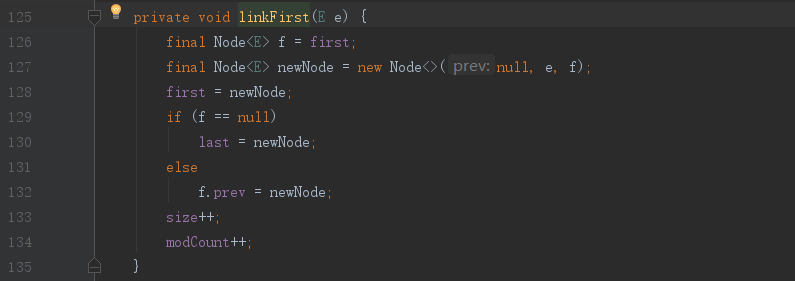 125 private void linkFirst(E e) {
126 final Node<E> f = first;
127 final Node<E> newNode = new Node<>( prev: null, e, f);
128 first = newNode;
129 if (f == null)
130 last = newNode;
131 else
132 f.prev = newNode;
133 size++;
134 modCount++;
135 }